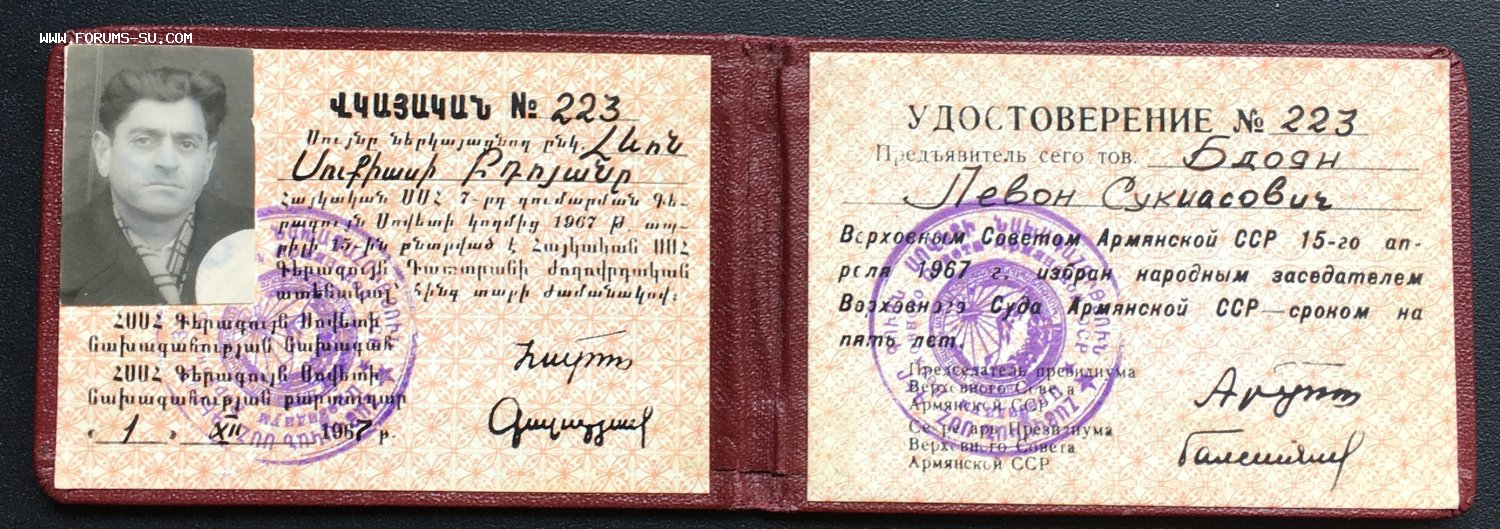 WWW.FORUMS-SU.COM
ՎԿԱՅԱԿԱՆ № 223
Սույնը ներկայացնող ընկ. Լևոն
Սուքիասի Բդոյանը
Հայկական ՍՍՀ 7-րդ գումարման Գե-
րագույն Սովետի կողմից 1967 թ ապ-
րիլի 15-ին ընտրված է Հայկական ՍՍՀ
Գերագույն Դատարանի ժողովրդական
ատենակալ՝ հինգ տարի ժամանակով։
ՀՍՍՀ Գերագույն Սովետի
Նախագահության Նախագահ
ՀՍՍՀ Գերագույն Սովետի
Նախագահության քարտուղար
« 1 » XII 1967 թ.
УДОСТОВЕРЕНИЕ № 223
Предъявитель сего тов. Бдоян
Левон Сукиасович
Верховным Советом Армянской ССР 15-го ап-
реля 1967 г. избран народным заседателем
Верховного Суда Армянской ССР—сроком на
пять лет.
Председатель президиума
Верховного Совета
Армянской ССР
Секретарь Президиума
Верховного Совета
Армянской ССР